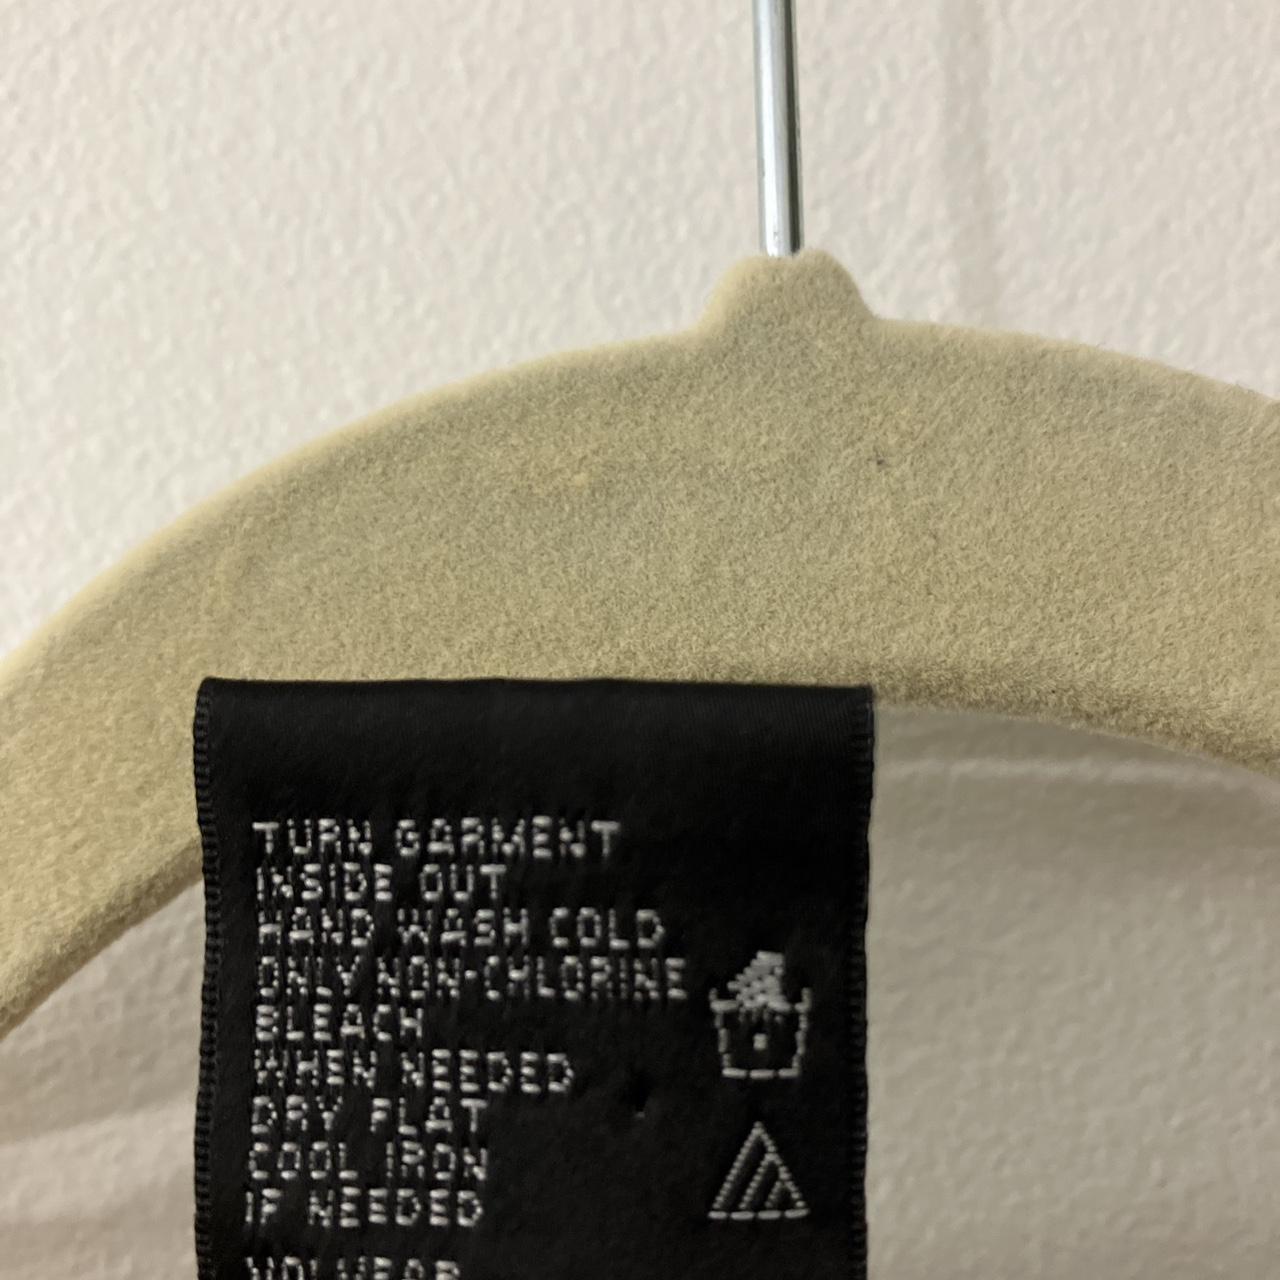 TURN GARMENT
INSIDE OUT
HAND WASH COLD
ONLY NON-CHLORINE
BLEACH
WHEN NEEDED
DRY FLAT
COOL IRON
IF NEEDED